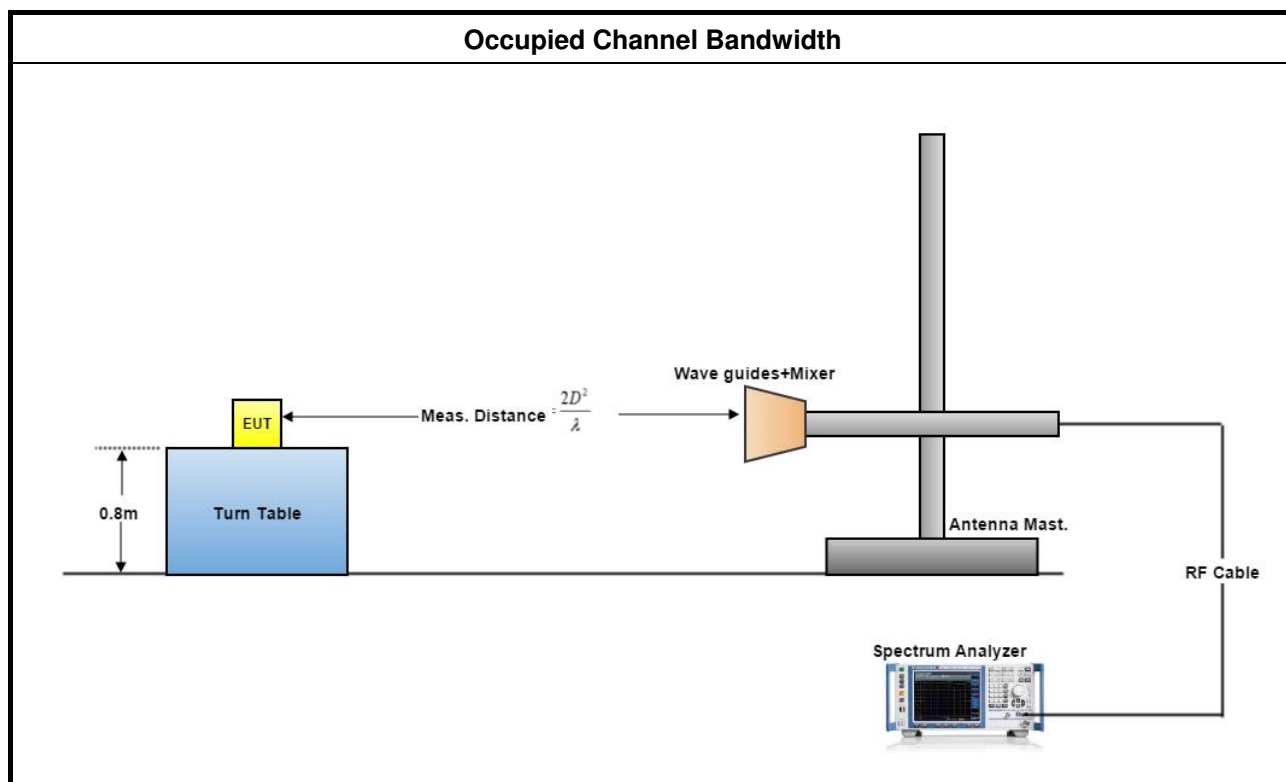 Occupied Channel Bandwidth
Wave guides+Mixer
EUT
Meas. Distance = 2D²/λ
0.8m
Turn Table
Antenna Mast.
RF Cable
Spectrum Analyzer